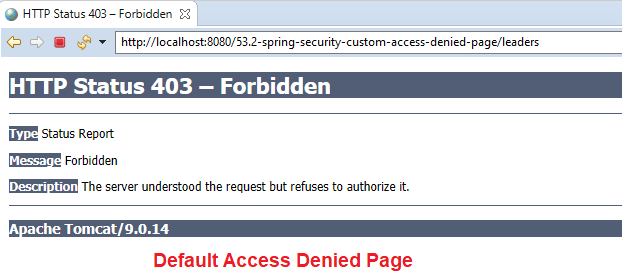 HTTP Status 403 – Forbidden
http://localhost:8080/53.2-spring-security-custom-access-denied-page/leaders
HTTP Status 403 – Forbidden
Type Status Report
Message Forbidden
Description The server understood the request but refuses to authorize it.
Apache Tomcat/9.0.14
Default Access Denied Page